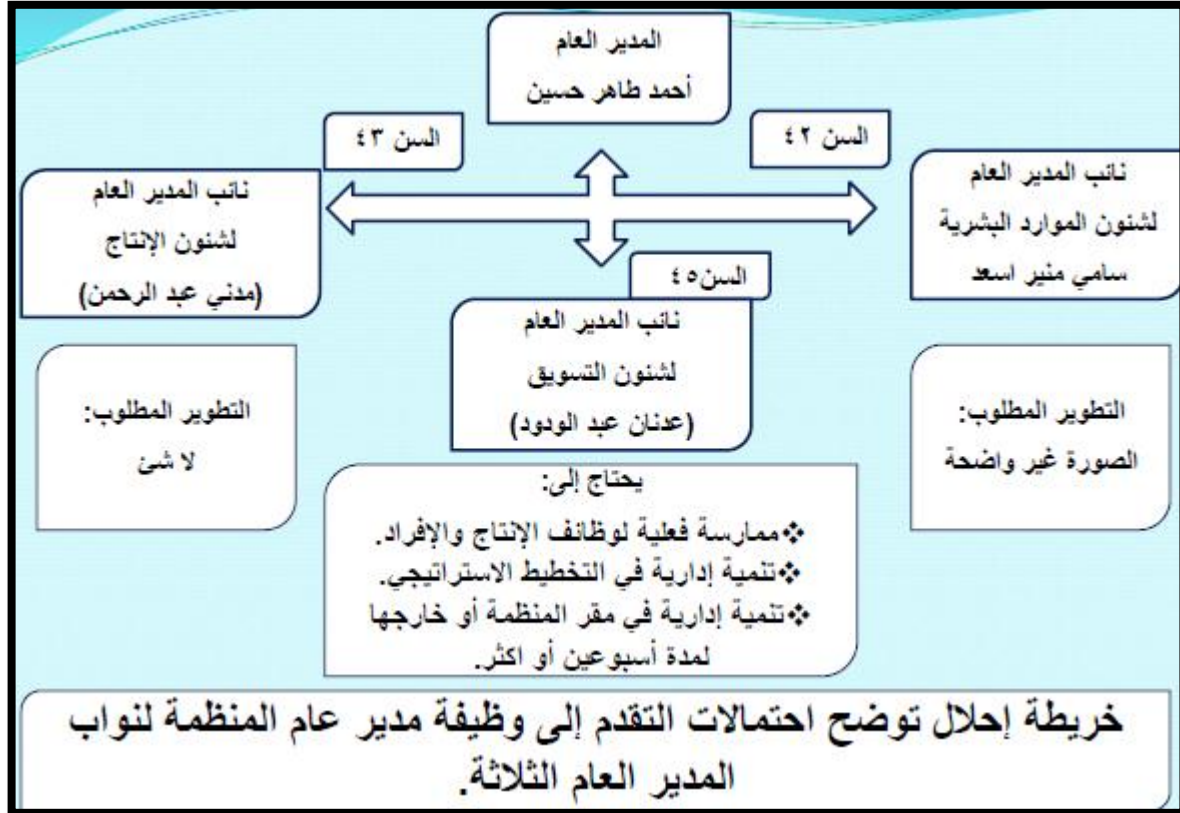 المدير العام
أحمد طاهر حسين
السن ٤٢
السن ٤٣
نائب المدير العام
لشئون الموارد البشرية
سامي منير اسعد
نائب المدير العام
لشئون الإنتاج
(مدني عبد الرحمن)
السن٤٥
نائب المدير العام
لشئون التسويق
(عدنان عبد الودود)
التطوير المطلوب:
الصورة غير واضحة
التطوير المطلوب:
لا شئ
يحتاج إلى:
❖ممارسة فعلية لوظائف الإنتاج والإفراد.
❖تنمية إدارية في التخطيط الاستراتيجي.
❖تنمية إدارية في مقر المنظمة أو خارجها
لمدة أسبوعين أو اكثر.
خريطة إحلال توضح احتمالات التقدم إلى وظيفة مدير عام المنظمة لنواب
المدير العام الثلاثة.